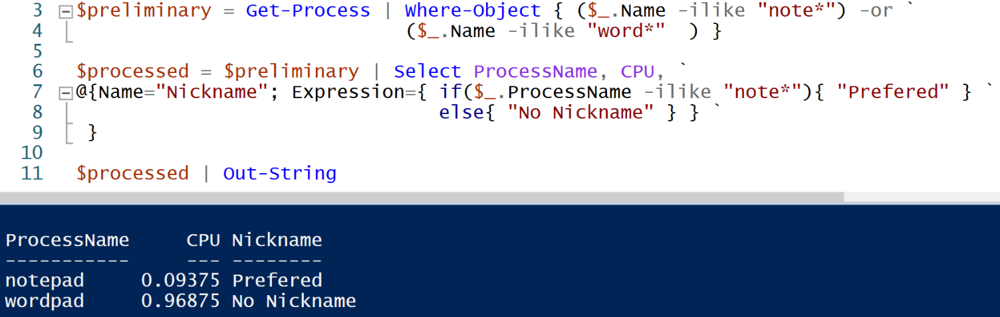 3 $preliminary = Get-Process | Where-Object { ($_.Name -ilike "note*") -or `
4 ($_.Name -ilike "word*"  ) }
5
6 $processed = $preliminary | Select ProcessName, CPU, `
7 @{Name="Nickname"; Expression={ if($_.ProcessName -ilike "note*"){ "Prefered" } `
8 else{ "No Nickname" } } `
9 }
10
11 $processed | Out-String
ProcessName     CPU Nickname
-----------     --- --------
notepad     0.09375 Prefered
wordpad     0.96875 No Nickname